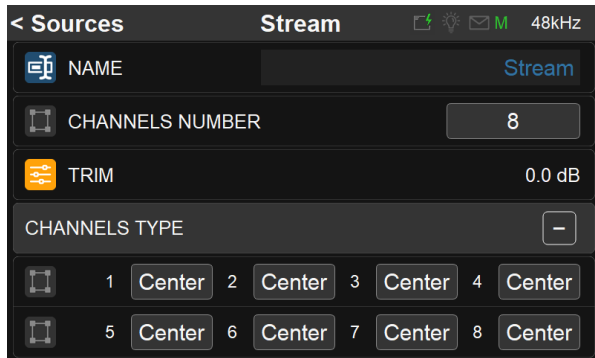 < Sources Stream M 48kHz
NAME Stream
CHANNELS NUMBER 8
TRIM 0.0 dB
CHANNELS TYPE −
1 Center 2 Center 3 Center 4 Center
5 Center 6 Center 7 Center 8 Center